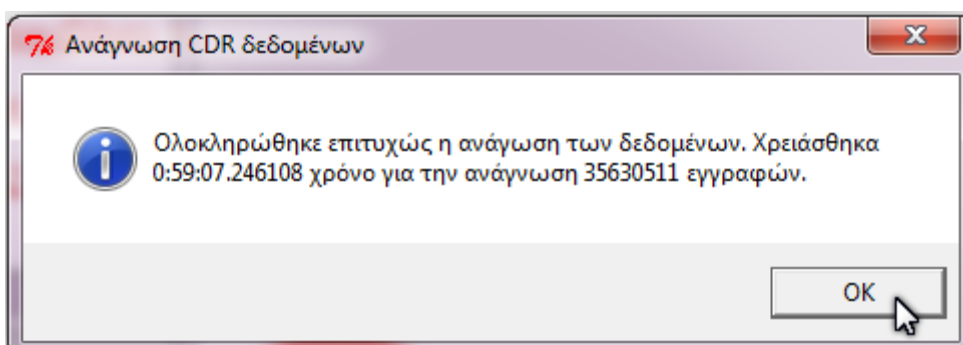 Ανάγνωση CDR δεδομένων
Ολοκληρώθηκε επιτυχώς η ανάγωση των δεδομένων. Χρειάσθηκα
0:59:07.246108 χρόνο για την ανάγνωση 35630511 εγγραφών.
OK